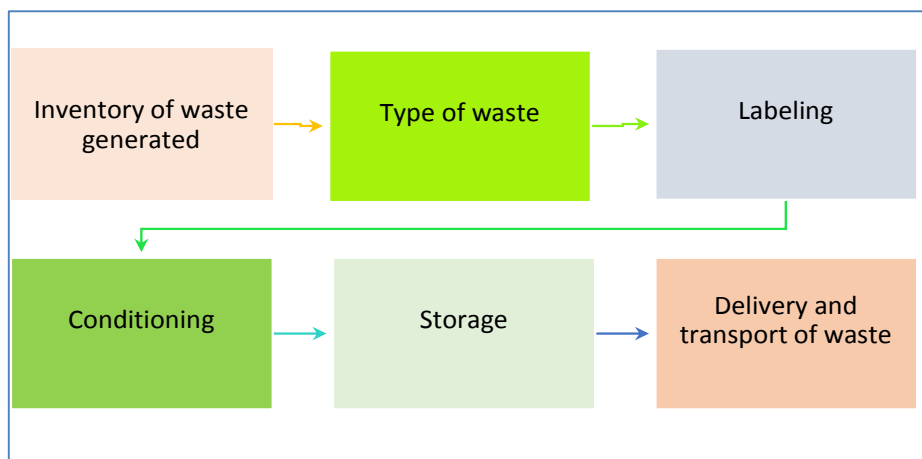 Inventory of waste
generated
Type of waste
Labeling
Conditioning
Storage
Delivery and
transport of waste